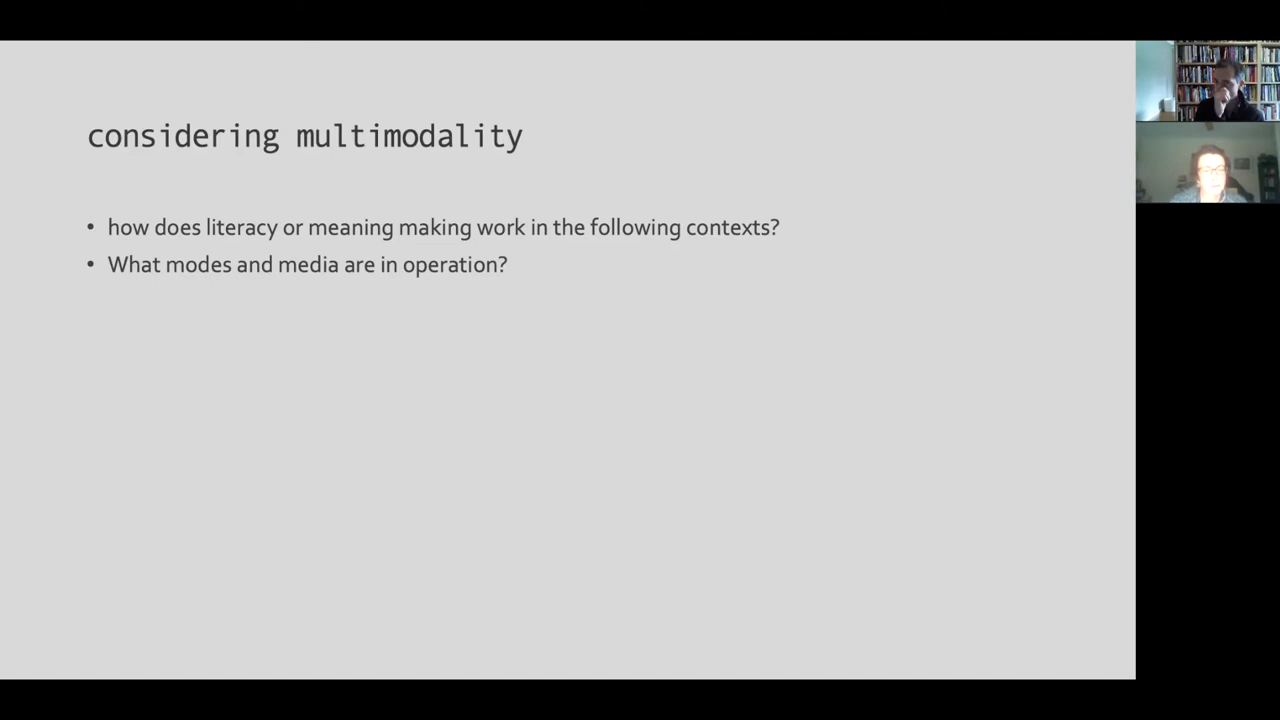 considering multimodality
• how does literacy or meaning making work in the following contexts?
• What modes and media are in operation?